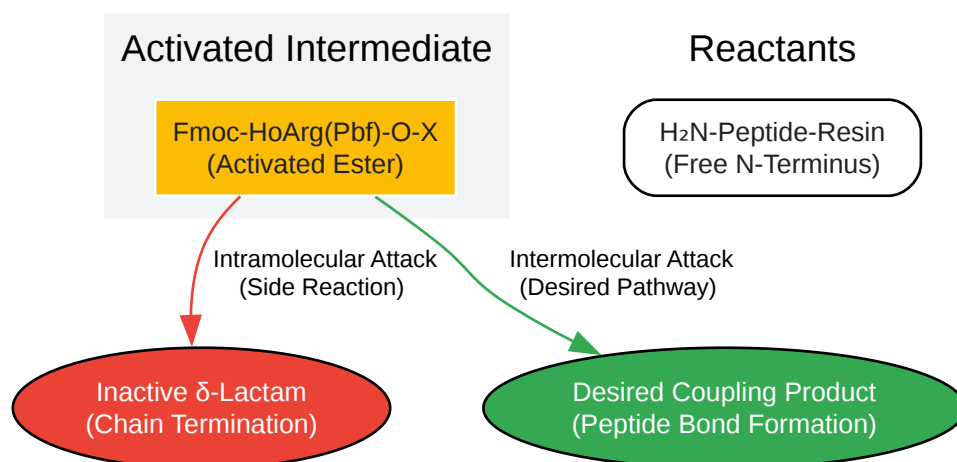 Activated Intermediate
Reactants
Fmoc-HoArg(Pbf)-O-X
(Activated Ester)
H₂N-Peptide-Resin
(Free N-Terminus)
Intramolecular Attack
(Side Reaction)
Intermolecular Attack
(Desired Pathway)
Inactive δ-Lactam
(Chain Termination)
Desired Coupling Product
(Peptide Bond Formation)